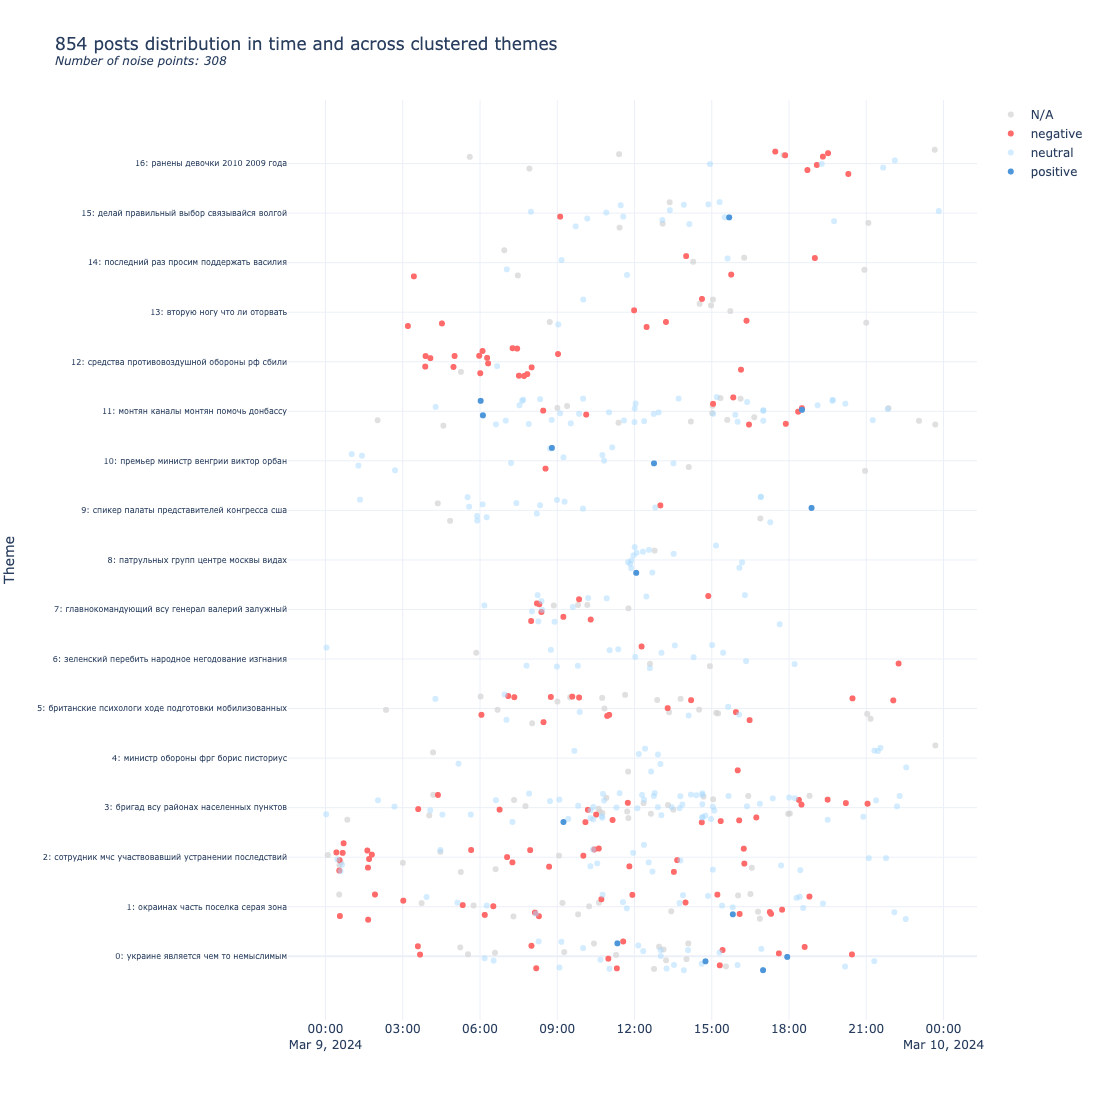 854 posts distribution in time and across clustered themes
Number of noise points: 308
N/A
negative
neutral
positive
Theme
16: ранены девочки 2010 2009 года
15: делай правильный выбор связывайся волгой
14: последний раз просим поддержать василия
13: вторую ногу что ли оторвать
12: средства противовоздушной обороны рф сбили
11: монтян каналы монтян помочь донбассу
10: премьер министр венгрии виктор орбан
9: спикер палаты представителей конгресса сша
8: патрульных групп центре москвы видах
7: главнокомандующий всу генерал валерий залужный
6: зеленский перебить народное негодование изгнания
5: британские психологи ходе подготовки мобилизованных
4: министр обороны фрг борис писториус
3: бригад всу районах населенных пунктов
2: сотрудник мчс участвовавший устранении последствий
1: окраинах часть поселка серая зона
0: украине является чем то немыслимым
00:00 03:00 06:00 09:00 12:00 15:00 18:00 21:00 00:00
Mar 9, 2024 Mar 10, 2024